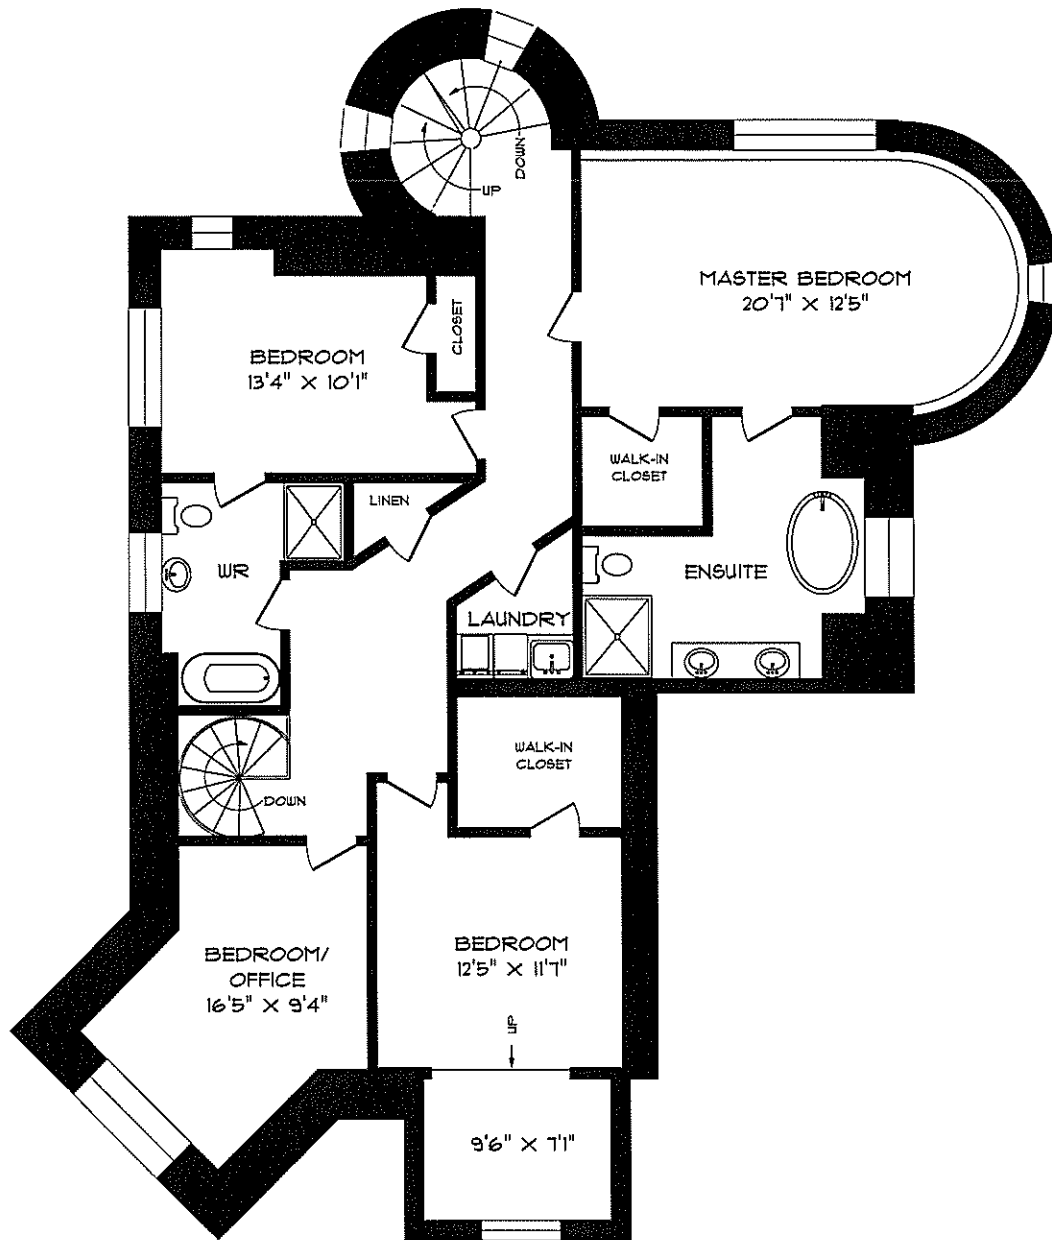 DOWN
UP
MASTER BEDROOM
20'7" X 12'5"
CLOSET
BEDROOM
13'4" X 10'1"
WALK-IN
CLOSET
LINEN
WR
ENSUITE
LAUNDRY
WALK-IN
CLOSET
DOWN
BEDROOM/
OFFICE
16'5" X 9'4"
BEDROOM
12'5" X 11'7"
UP
9'6" X 7'1"